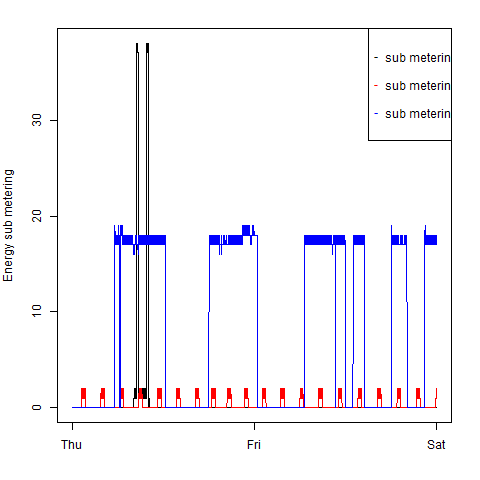 - sub meterin
- sub meterin
- sub meterin
Energy sub metering
30
20
10
0
Thu Fri Sat